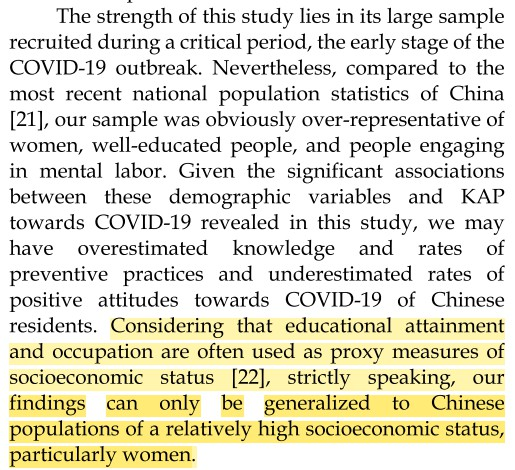 The strength of this study lies in its large sample
recruited during a critical period, the early stage of the
COVID-19 outbreak. Nevertheless, compared to the
most recent national population statistics of China
[21], our sample was obviously over-representative of
women, well-educated people, and people engaging
in mental labor. Given the significant associations
between these demographic variables and KAP
towards COVID-19 revealed in this study, we may
have overestimated knowledge and rates of
preventive practices and underestimated rates of
positive attitudes towards COVID-19 of Chinese
residents. Considering that educational attainment
and occupation are often used as proxy measures of
socioeconomic status [22], strictly speaking, our
findings can only be generalized to Chinese
populations of a relatively high socioeconomic status,
particularly women.